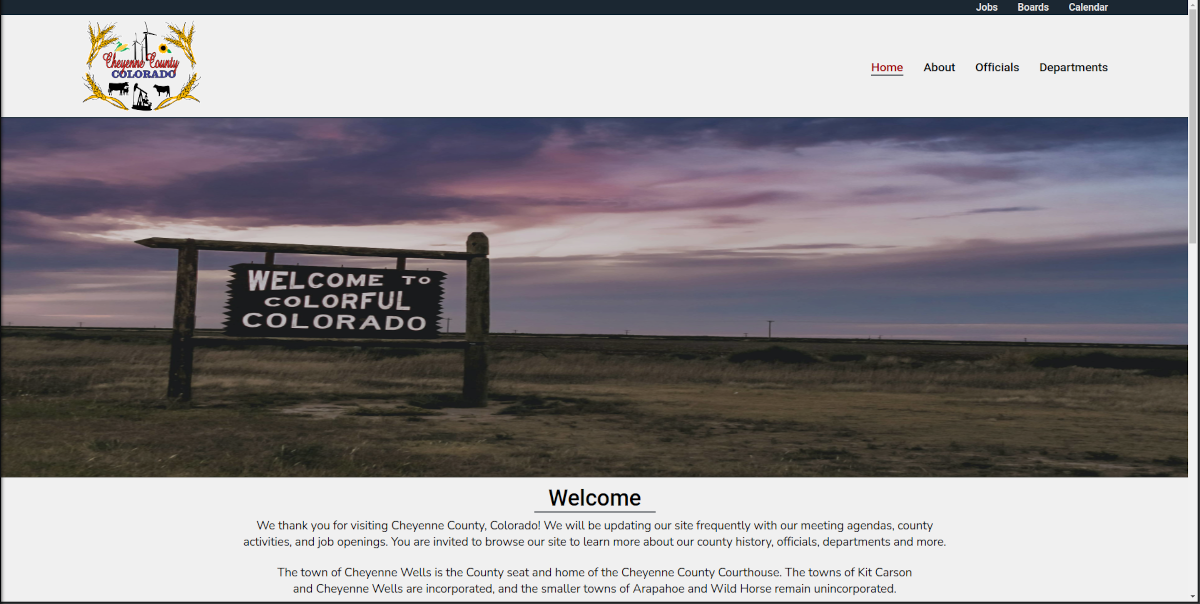 Jobs Boards Calendar
Cheyenne County
COLORADO
Home About Officials Departments
WELCOME TO
COLORFUL
COLORADO
Welcome
We thank you for visiting Cheyenne County, Colorado! We will be updating our site frequently with our meeting agendas, county
activities, and job openings. You are invited to browse our site to learn more about our county history, officials, departments and more.
The town of Cheyenne Wells is the County seat and home of the Cheyenne County Courthouse. The towns of Kit Carson
and Cheyenne Wells are incorporated, and the smaller towns of Arapahoe and Wild Horse remain unincorporated.